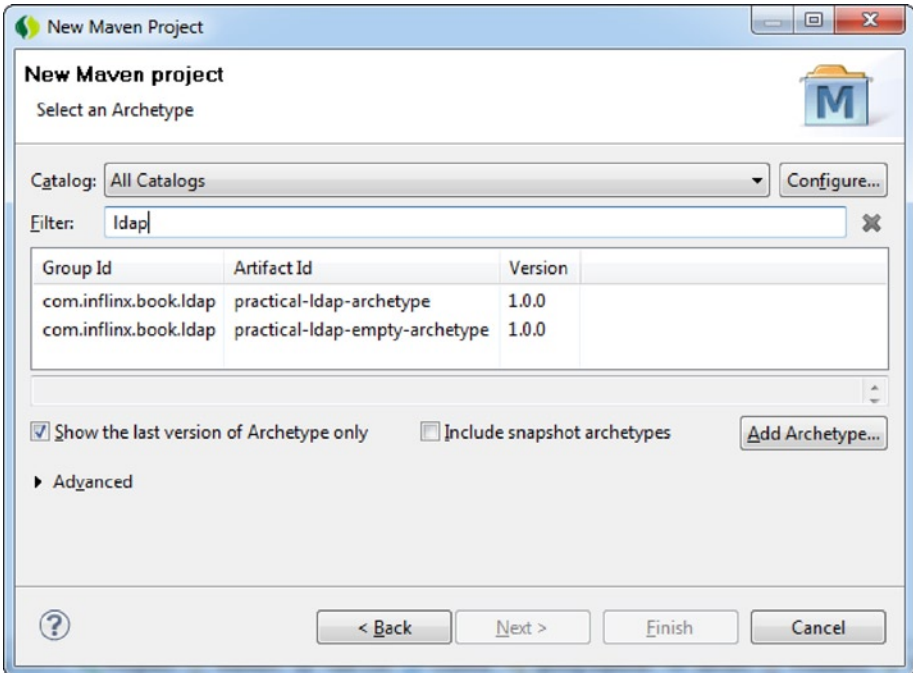 New Maven Project
New Maven project
Select an Archetype
M
Catalog: All Catalogs Configure...
Filter: ldap
Group Id Artifact Id Version
com.inflinx.book.ldap practical-ldap-archetype 1.0.0
com.inflinx.book.ldap practical-ldap-empty-archetype 1.0.0
Show the last version of Archetype only Include snapshot archetypes Add Archetype...
Advanced
? < Back Next > Finish Cancel